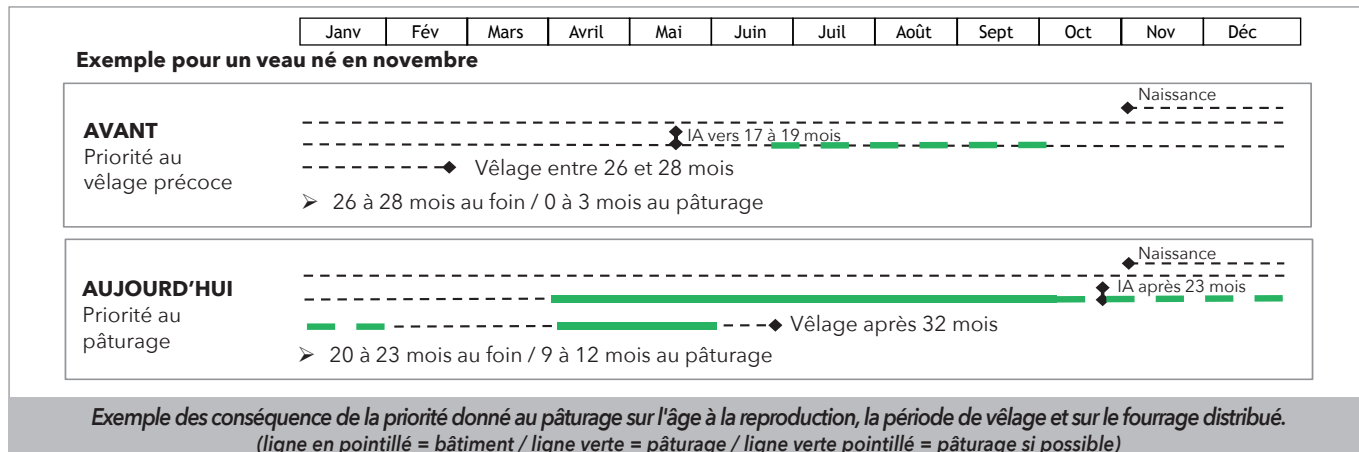 Janv Fév Mars Avril Mai Juin Juil Août Sept Oct Nov Déc
Exemple pour un veau né en novembre
Naissance
AVANT
Priorité au
vêlage précoce
IA vers 17 à 19 mois
Vêlage entre 26 et 28 mois
➢ 26 à 28 mois au foin / 0 à 3 mois au pâturage
Naissance
AUJOURD'HUI
Priorité au
pâturage
IA après 23 mois
Vêlage après 32 mois
➢ 20 à 23 mois au foin / 9 à 12 mois au pâturage
Exemple des conséquence de la priorité donné au pâturage sur l'âge à la reproduction, la période de vêlage et sur le fourrage distribué.
(ligne en pointillé = bâtiment / ligne verte = pâturage / ligne verte pointillé = pâturage si possible)